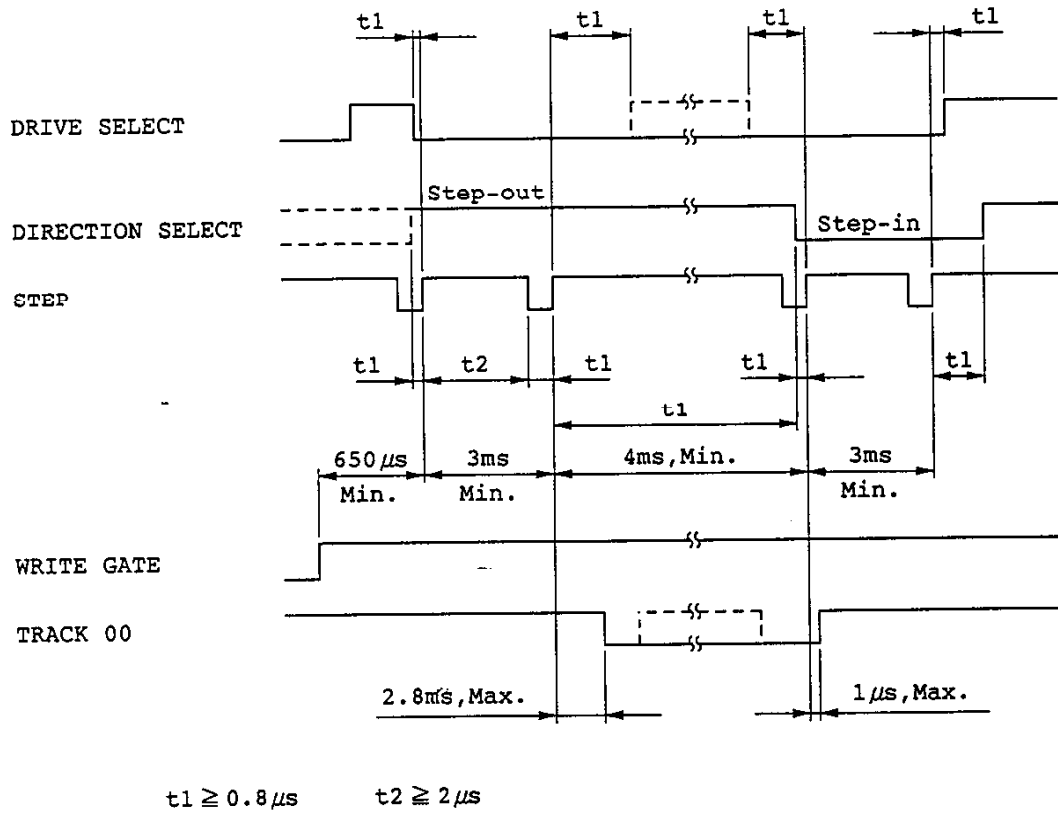 t1 t1 t1 t1
DRIVE SELECT
Step-out
DIRECTION SELECT Step-in
STEP
t1 t2 t1 t1 t1
t1
650μs 3ms 4ms,Min. 3ms
Min. Min. Min.
WRITE GATE
TRACK 00
2.8ms,Max. 1μs,Max.
t1≧0.8μs t2≧2μs